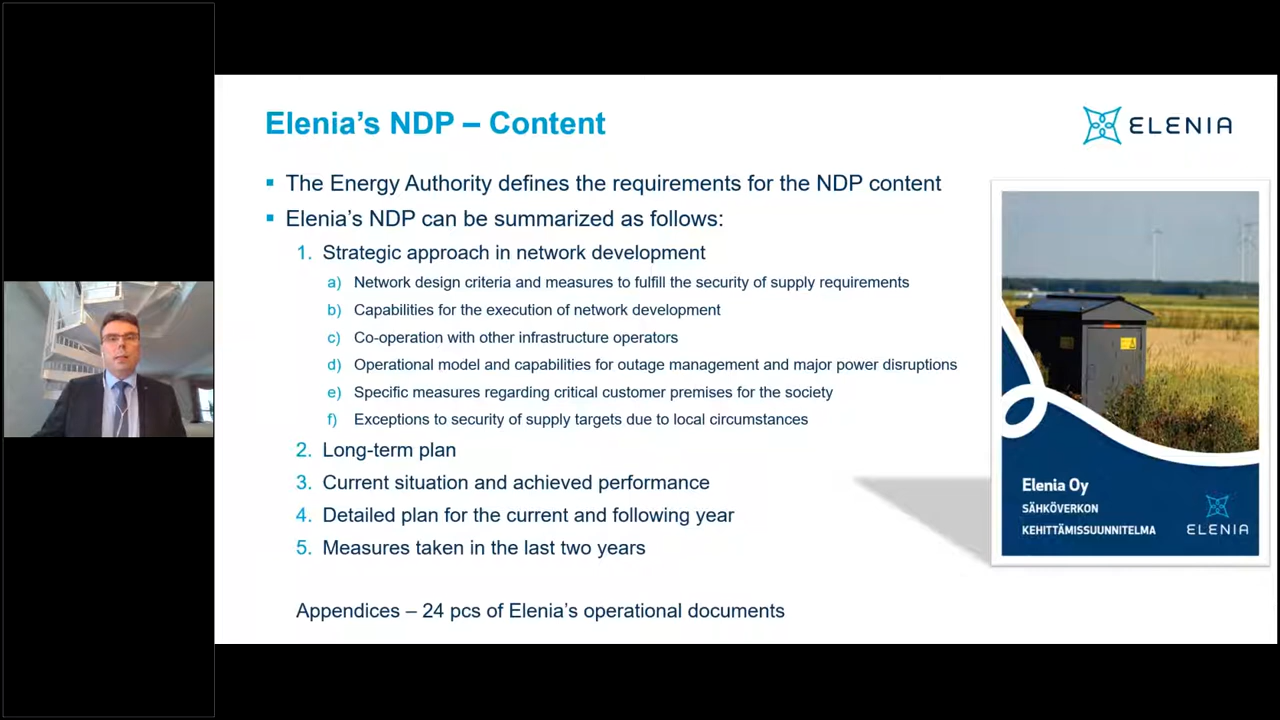 Elenia's NDP – Content
ELENIA
▪ The Energy Authority defines the requirements for the NDP content
▪ Elenia's NDP can be summarized as follows:
1. Strategic approach in network development
a) Network design criteria and measures to fulfill the security of supply requirements
b) Capabilities for the execution of network development
c) Co-operation with other infrastructure operators
d) Operational model and capabilities for outage management and major power disruptions
e) Specific measures regarding critical customer premises for the society
f) Exceptions to security of supply targets due to local circumstances
2. Long-term plan
3. Current situation and achieved performance
4. Detailed plan for the current and following year
5. Measures taken in the last two years
Appendices – 24 pcs of Elenia's operational documents
Elenia Oy
SÄHKÖVERKON
KEHITTÄMISSUUNNITELMA
ELENIA